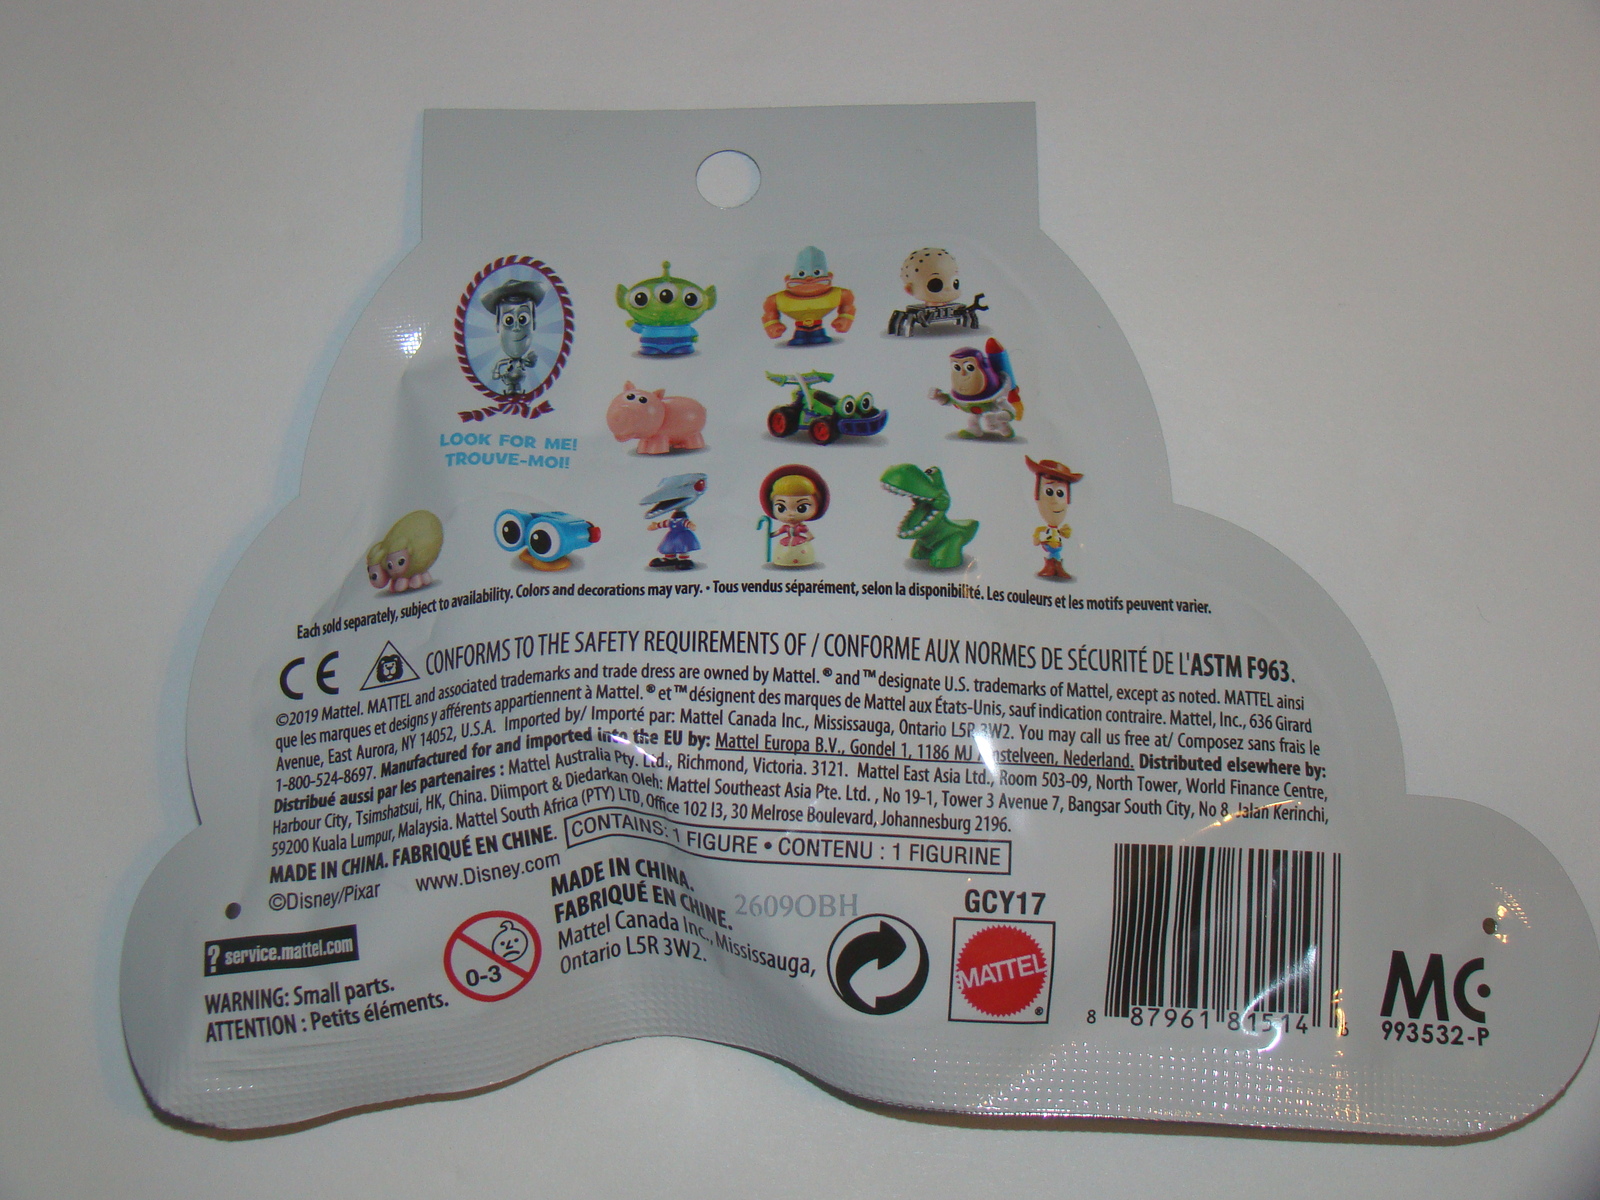 LOOK FOR ME!
TROUVE-MOI!
Each sold separately, subject to availability. Colors and decorations may vary. • Tous vendus séparément, selon la disponibilité. Les couleurs et les motifs peuvent varier.
CE CONFORMS TO THE SAFETY REQUIREMENTS OF / CONFORME AUX NORMES DE SÉCURITÉ DE L'ASTM F963.
©2019 Mattel. MATTEL and associated trademarks and trade dress are owned by Mattel. ® and ™ designate U.S. trademarks of Mattel, except as noted. MATTEL ainsi
que les marques et designs y afférents appartiennent à Mattel. ® et ™ désignent des marques de Mattel aux États-Unis, sauf indication contraire. Mattel, Inc., 636 Girard
Avenue, East Aurora, NY 14052, U.S.A. Imported by/ Importé par: Mattel Canada Inc., Mississauga, Ontario L5R 3W2. You may call us free at/ Composez sans frais le
1-800-524-8697. Manufactured for and imported into the EU by: Mattel Europa B.V., Gondel 1, 1186 MJ Amstelveen, Nederland. Distributed elsewhere by:
Distribué aussi par les partenaires : Mattel Australia Pty. Ltd., Richmond, Victoria. 3121. Mattel East Asia Ltd., Room 503-09, North Tower, World Finance Centre,
Harbour City, Tsimshatsui, HK, China. Diimport & Diedarkan Oleh: Mattel Southeast Asia Pte. Ltd. , No 19-1, Tower 3 Avenue 7, Bangsar South City, No 8, Jalan Kerinchi,
59200 Kuala Lumpur, Malaysia. Mattel South Africa (PTY) LTD, Office 102 I3, 30 Melrose Boulevard, Johannesburg 2196.
MADE IN CHINA. FABRIQUÉ EN CHINE.
CONTAINS: 1 FIGURE • CONTENU : 1 FIGURINE
©Disney/Pixar www.Disney.com
MADE IN CHINA.
FABRIQUÉ EN CHINE.
Mattel Canada Inc., Mississauga,
Ontario L5R 3W2.
2609OBH
GCY17
MATTEL ®
? service.mattel.com
WARNING: Small parts.
ATTENTION : Petits éléments.
0-3
8 87961 81514
MC
993532-P